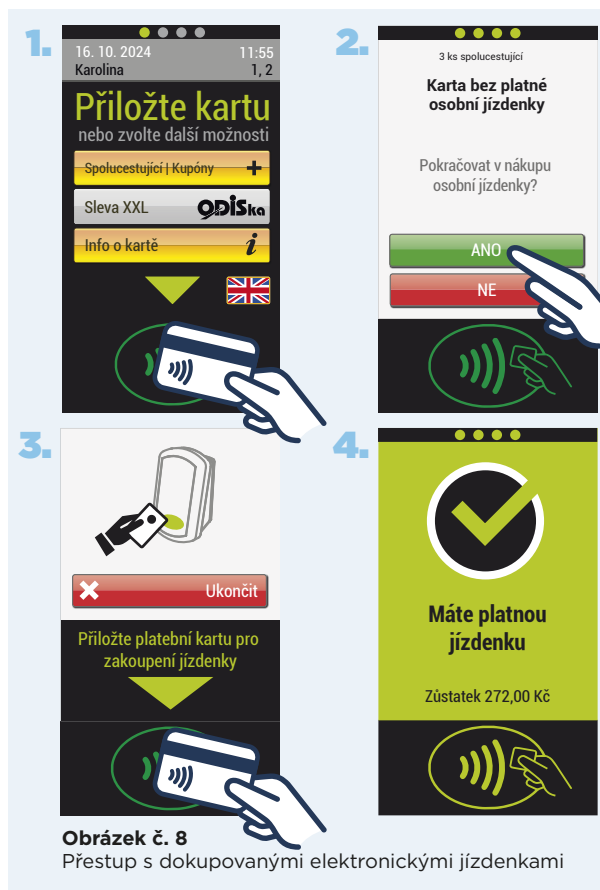 1.
16. 10. 2024 11:55
Karolina 1, 2
Přiložte kartu
nebo zvolte další možnosti
Spolucestující | Kupóny +
Sleva XXL ODISka
Info o kartě i
2.
3 ks spolucestující
Karta bez platné
osobní jízdenky
Pokračovat v nákupu
osobní jízdenky?
ANO
NE
3.
Ukončit
Přiložte platební kartu pro
zakoupení jízdenky
4.
Máte platnou
jízdenku
Zůstatek 272,00 Kč
Obrázek č. 8
Přestup s dokupovanými elektronickými jízdenkami